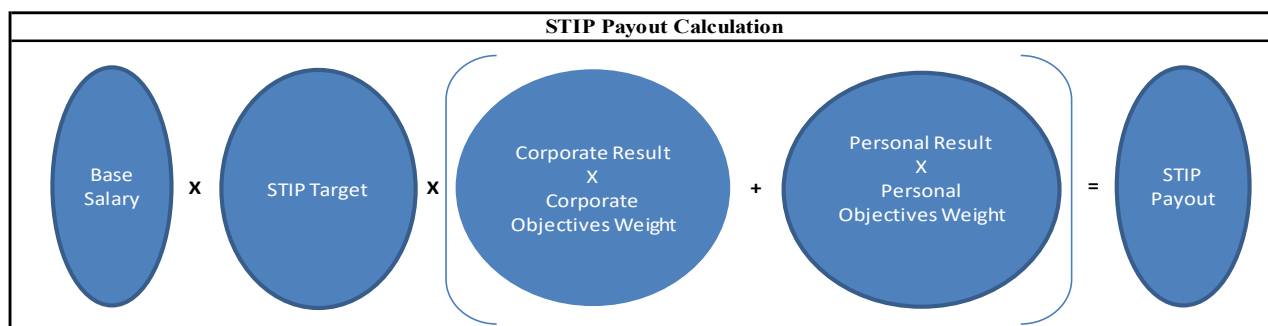 STIP Payout Calculation
Base
Salary
X
STIP Target
X
Corporate Result
X
Corporate
Objectives Weight
+
Personal Result
X
Personal
Objectives Weight
=
STIP
Payout